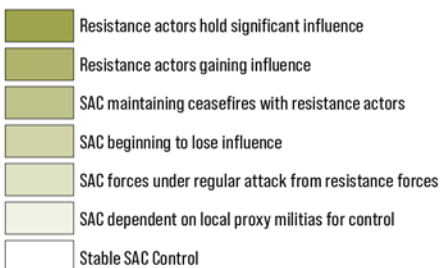 Resistance actors hold significant influence
Resistance actors gaining influence
SAC maintaining ceasefires with resistance actors
SAC beginning to lose influence
SAC forces under regular attack from resistance forces
SAC dependent on local proxy militias for control
Stable SAC Control